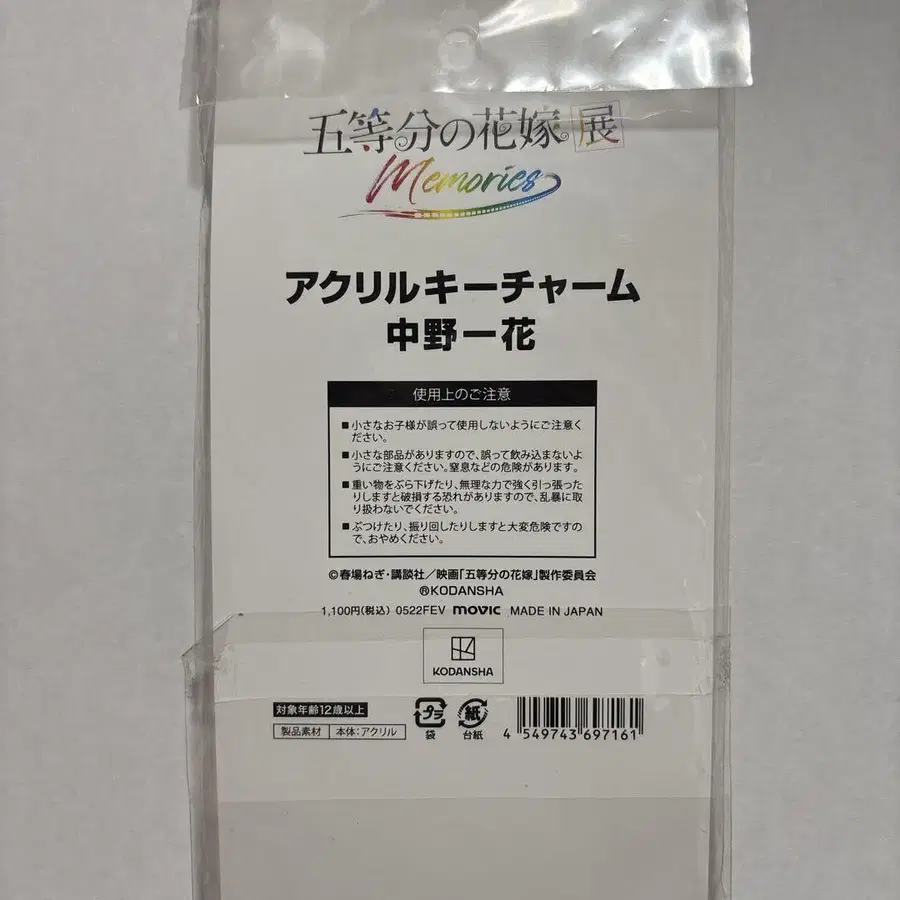 五等分の花嫁展
Memories
アクリルキーチャーム
中野一花
使用上のご注意
■小さなお子様が誤って使用しないようにご注意く
ださい。
■小さな部品がありますので、誤って飲み込まないよ
うにご注意ください。窒息などの危険があります。
■重い物をぶら下げたり、無理な力で強く引っ張った
りしますと破損する恐れがありますので、乱暴に取
り扱わないでください。
■ぶつけたり、振り回したりしますと大変危険ですの
で、おやめください。
©春場ねぎ・講談社／映画「五等分の花嫁」製作委員会
®KODANSHA
1,100円(税込) 0522FEV movic MADE IN JAPAN
KODANSHA
対象年齢12歳以上
製品素材 本体:アクリル
プラ
袋
紙
台紙
4 549743 697161